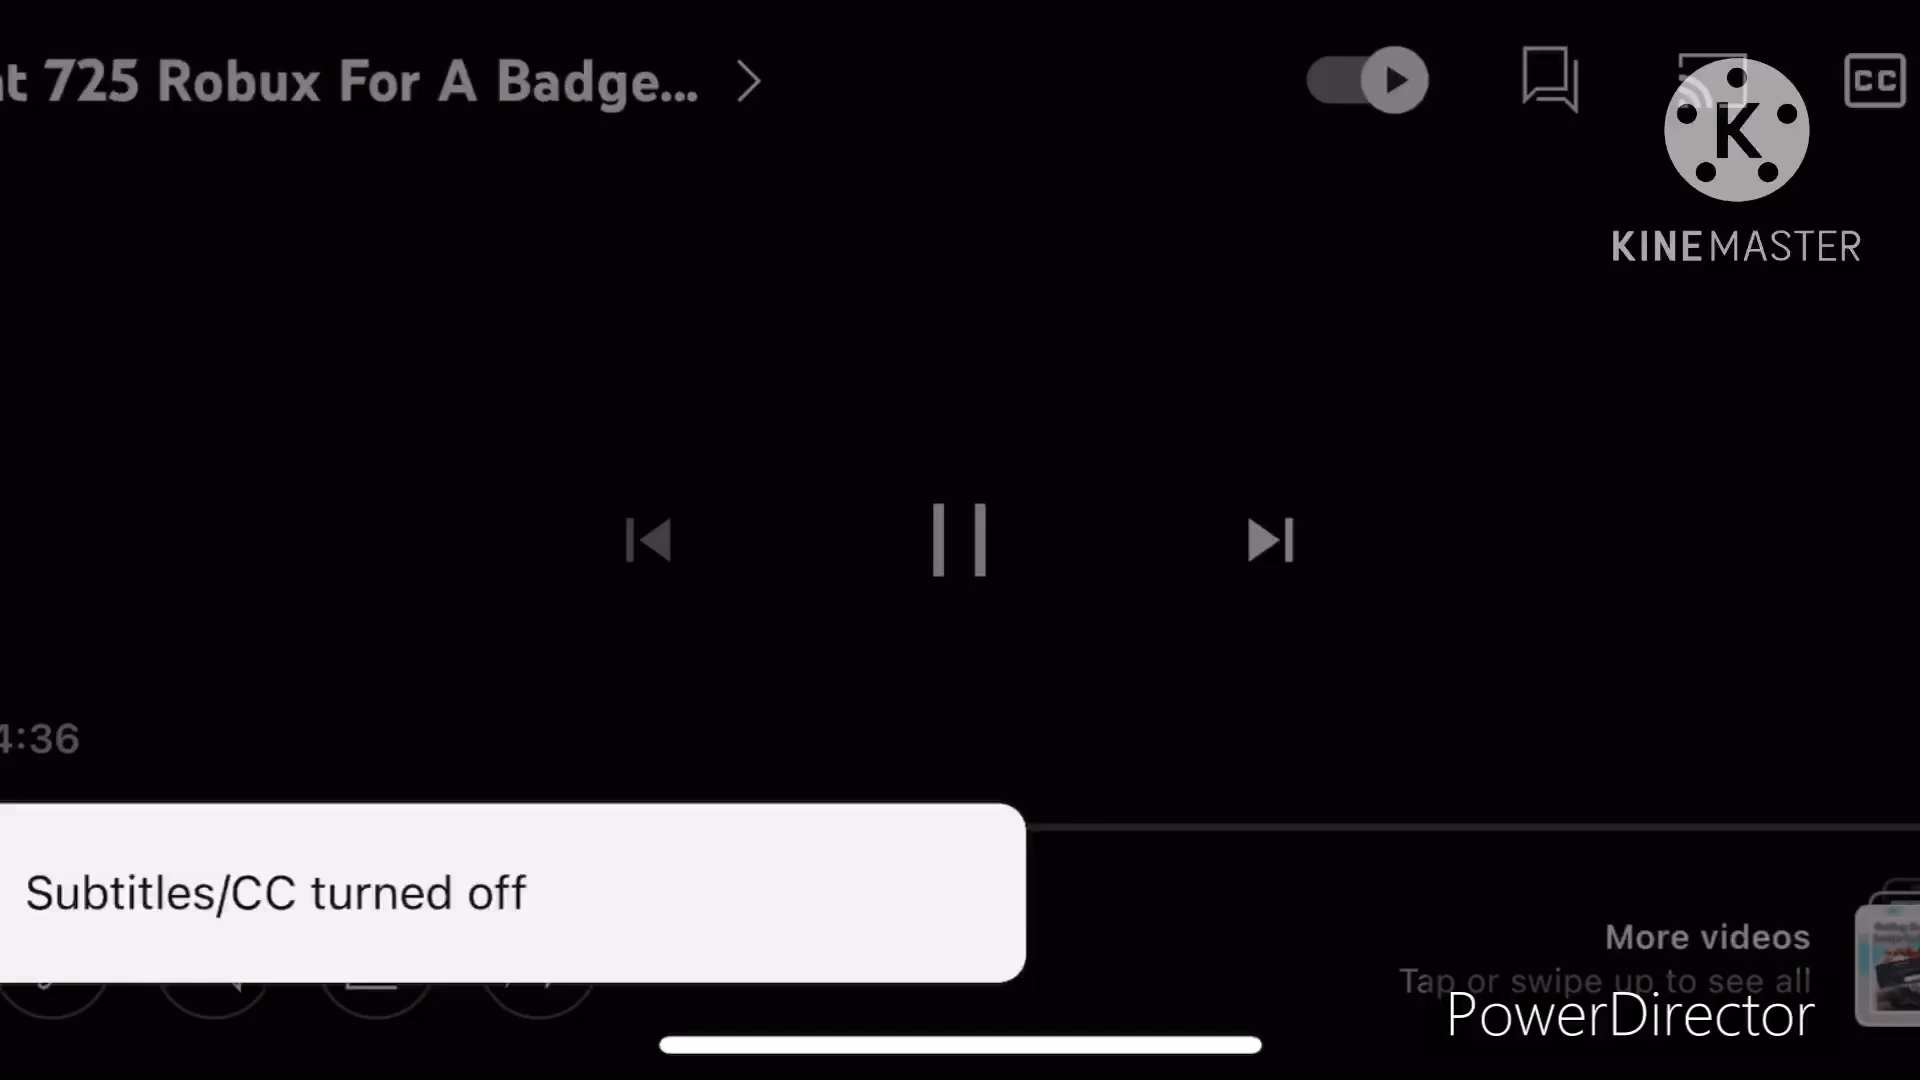 725 Robux For A Badge...
CC
K
KINEMASTER
4:36
Subtitles/CC turned off
More videos
Tap or swipe up to see all
PowerDirector